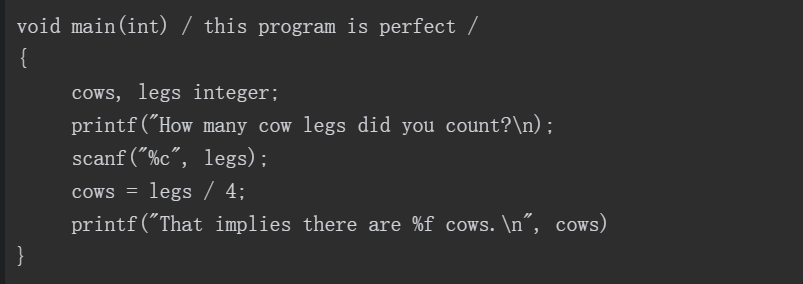 void main(int) / this program is perfect /
{
cows, legs integer;
printf("How many cow legs did you count?\n);
scanf("%c", legs);
cows = legs / 4;
printf("That implies there are %f cows.\n", cows)
}